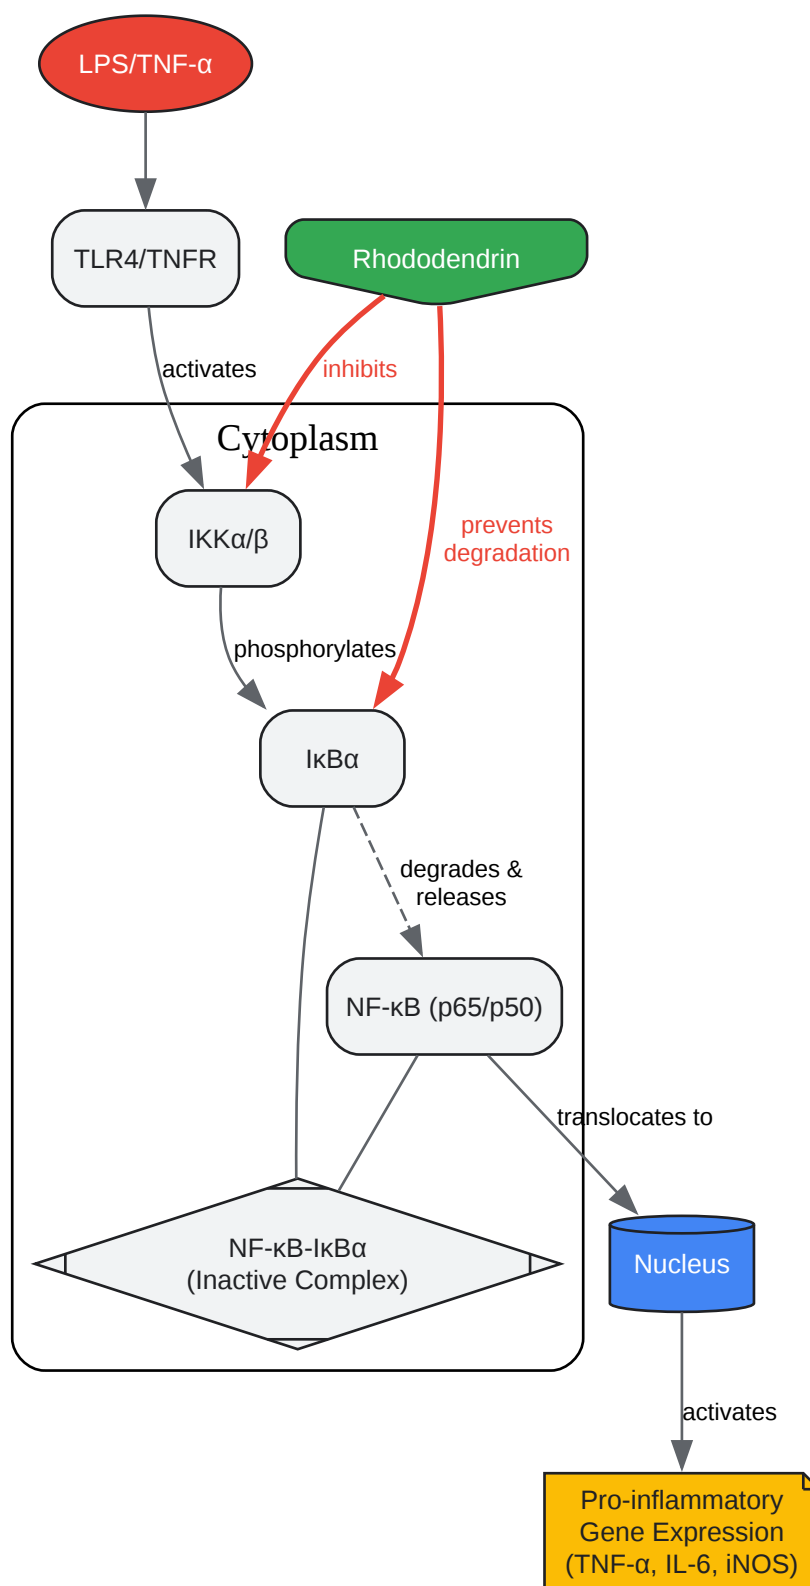 LPS/TNF-α
TLR4/TNFR
Rhododendrin
activates
inhibits
Cytoplasm
IKKα/β
prevents
degradation
phosphorylates
IκBα
degrades &
releases
NF-κB (p65/p50)
translocates to
NF-κB-IκBα
(Inactive Complex)
Nucleus
activates
Pro-inflammatory
Gene Expression
(TNF-α, IL-6, iNOS)